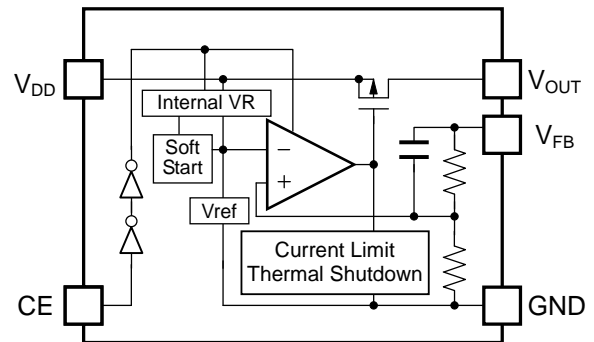 VDD
VOUT
Internal VR
VFB
Soft
Start
−
+
Vref
Current Limit
Thermal Shutdown
CE
GND